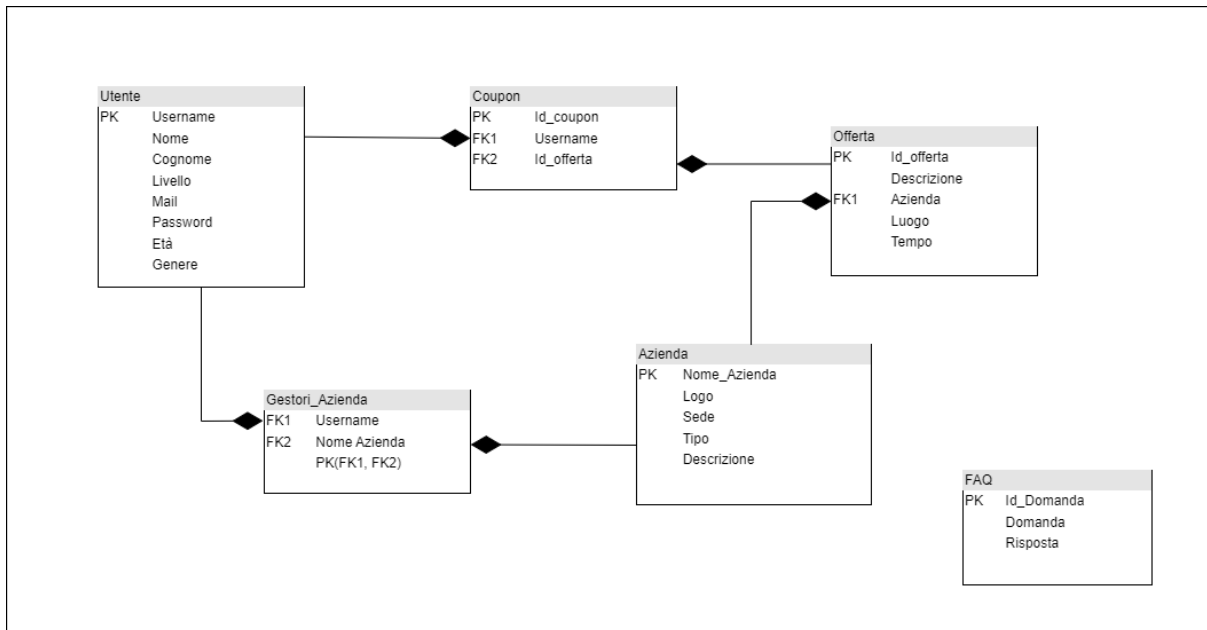 Utente
PK Username
Nome
Cognome
Livello
Mail
Password
Età
Genere
Coupon
PK Id_coupon
FK1 Username
FK2 Id_offerta
Offerta
PK Id_offerta
Descrizione
FK1 Azienda
Luogo
Tempo
Gestori_Azienda
FK1 Username
FK2 Nome Azienda
PK(FK1, FK2)
Azienda
PK Nome_Azienda
Logo
Sede
Tipo
Descrizione
FAQ
PK Id_Domanda
Domanda
Risposta